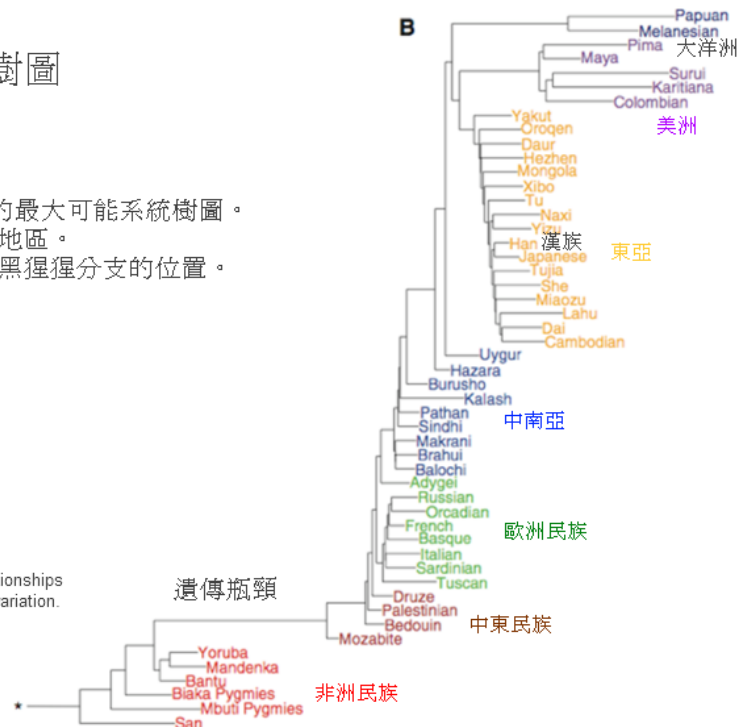 B
樹圖
的最大可能系統樹圖。
地區。
黑猩猩分支的位置。
Papuan
Melanesian
Pima 大洋洲
Maya
Surui
Karitiana
Colombian
美洲
Yakut
Oroqen
Daur
Hezhen
Mongola
Xibo
Tu
Naxi
Yizu
Han 漢族
東亞
Japanese
Tujia
She
Miaozu
Lahu
Dai
Cambodian
Uygur
Hazara
Burusho
Kalash
Pathan
中南亞
Sindhi
Makrani
Brahui
Balochi
Adygei
Russian
Orcadian
French
歐洲民族
Basque
Italian
Sardinian
Tuscan
ionships
ariation.
遺傳瓶頸
Druze
Palestinian
Bedouin
中東民族
Mozabite
Yoruba
Mandenka
Bantu
Biaka Pygmies
非洲民族
Mbuti Pygmies
*
San